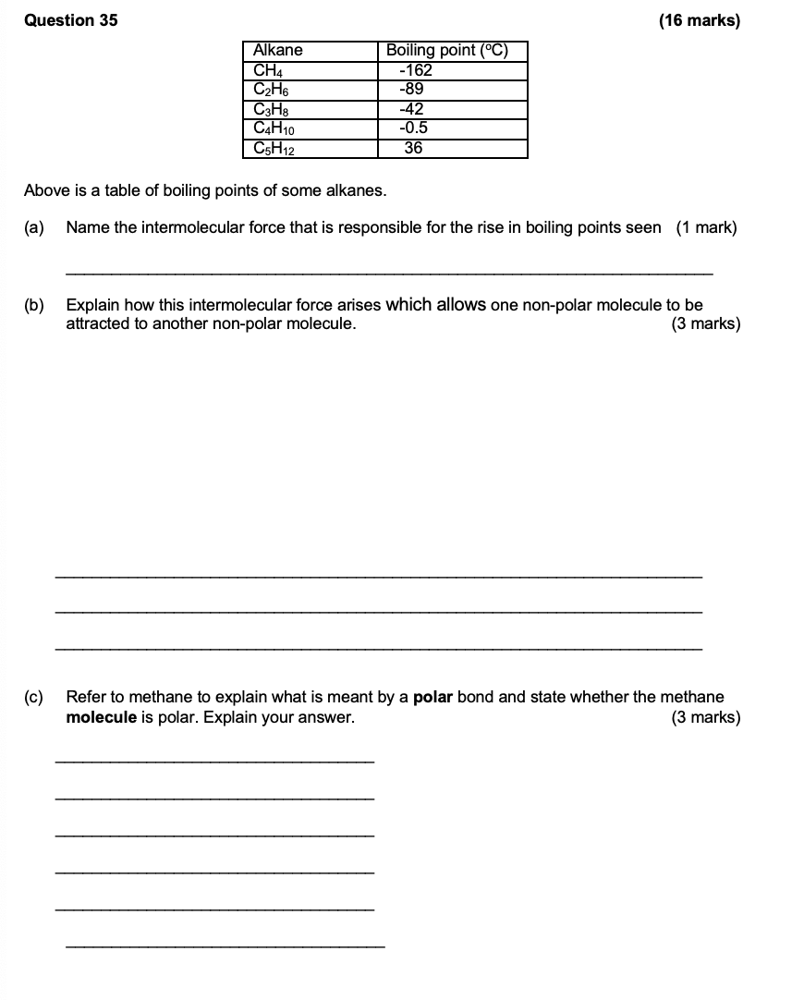 Question 35 (16 marks)
Alkane Boiling point (ºC)
CH₄ -162
C₂H₆ -89
C₃H₈ -42
C₄H₁₀ -0.5
C₅H₁₂ 36
Above is a table of boiling points of some alkanes.
(a) Name the intermolecular force that is responsible for the rise in boiling points seen (1 mark)
(b) Explain how this intermolecular force arises which allows one non-polar molecule to be
attracted to another non-polar molecule. (3 marks)
(c) Refer to methane to explain what is meant by a polar bond and state whether the methane
molecule is polar. Explain your answer. (3 marks)